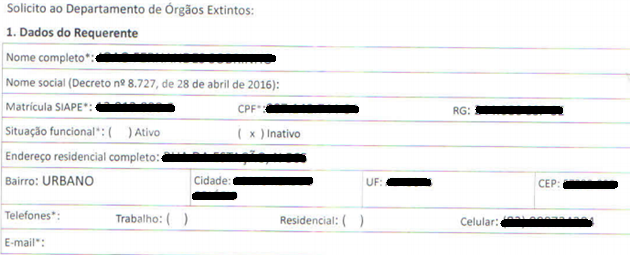 Solicito ao Departamento de Órgãos Extintos:
1. Dados do Requerente
Nome completo*:
Nome social (Decreto nº 8.727, de 28 de abril de 2016):
Matrícula SIAPE*: CPF*: RG:
Situação funcional*: ( ) Ativo ( x ) Inativo
Endereço residencial completo:
Bairro: URBANO Cidade: UF: CEP:
Telefones*: Trabalho: ( ) Residencial: ( ) Celular:
E-mail*: